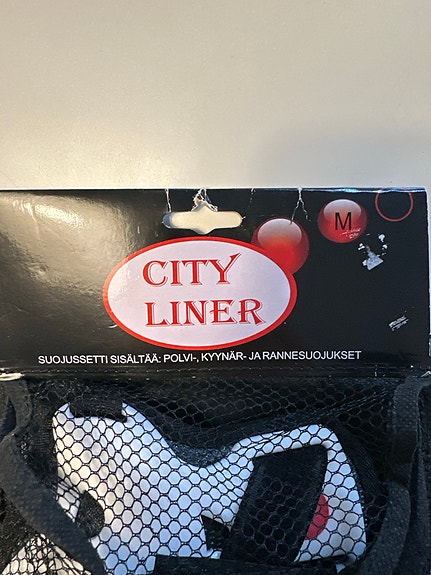 M
CITY
LINER
SUOJUSSETTI SISÄLTÄÄ: POLVI-, KYYNÄR- JA RANNESUOJUKSET